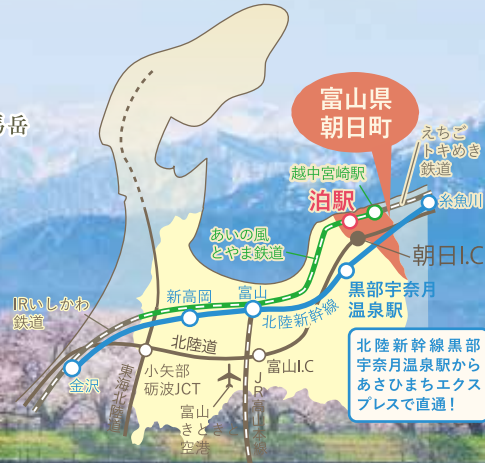 馬岳
富山県
朝日町
えちご
トキめき
鉄道
越中宮崎駅
泊駅
糸魚川
あいの風
とやま鉄道
朝日I.C
IRいしかわ
鉄道
新高岡
富山
北陸新幹線
黒部宇奈月
温泉駅
北陸道
富山I.C
金沢
東海北陸道
小矢部
砺波JCT
富山
きときと
空港
JR高山本線
北陸新幹線黒部
宇奈月温泉駅から
あさひまちエクス
プレスで直通！